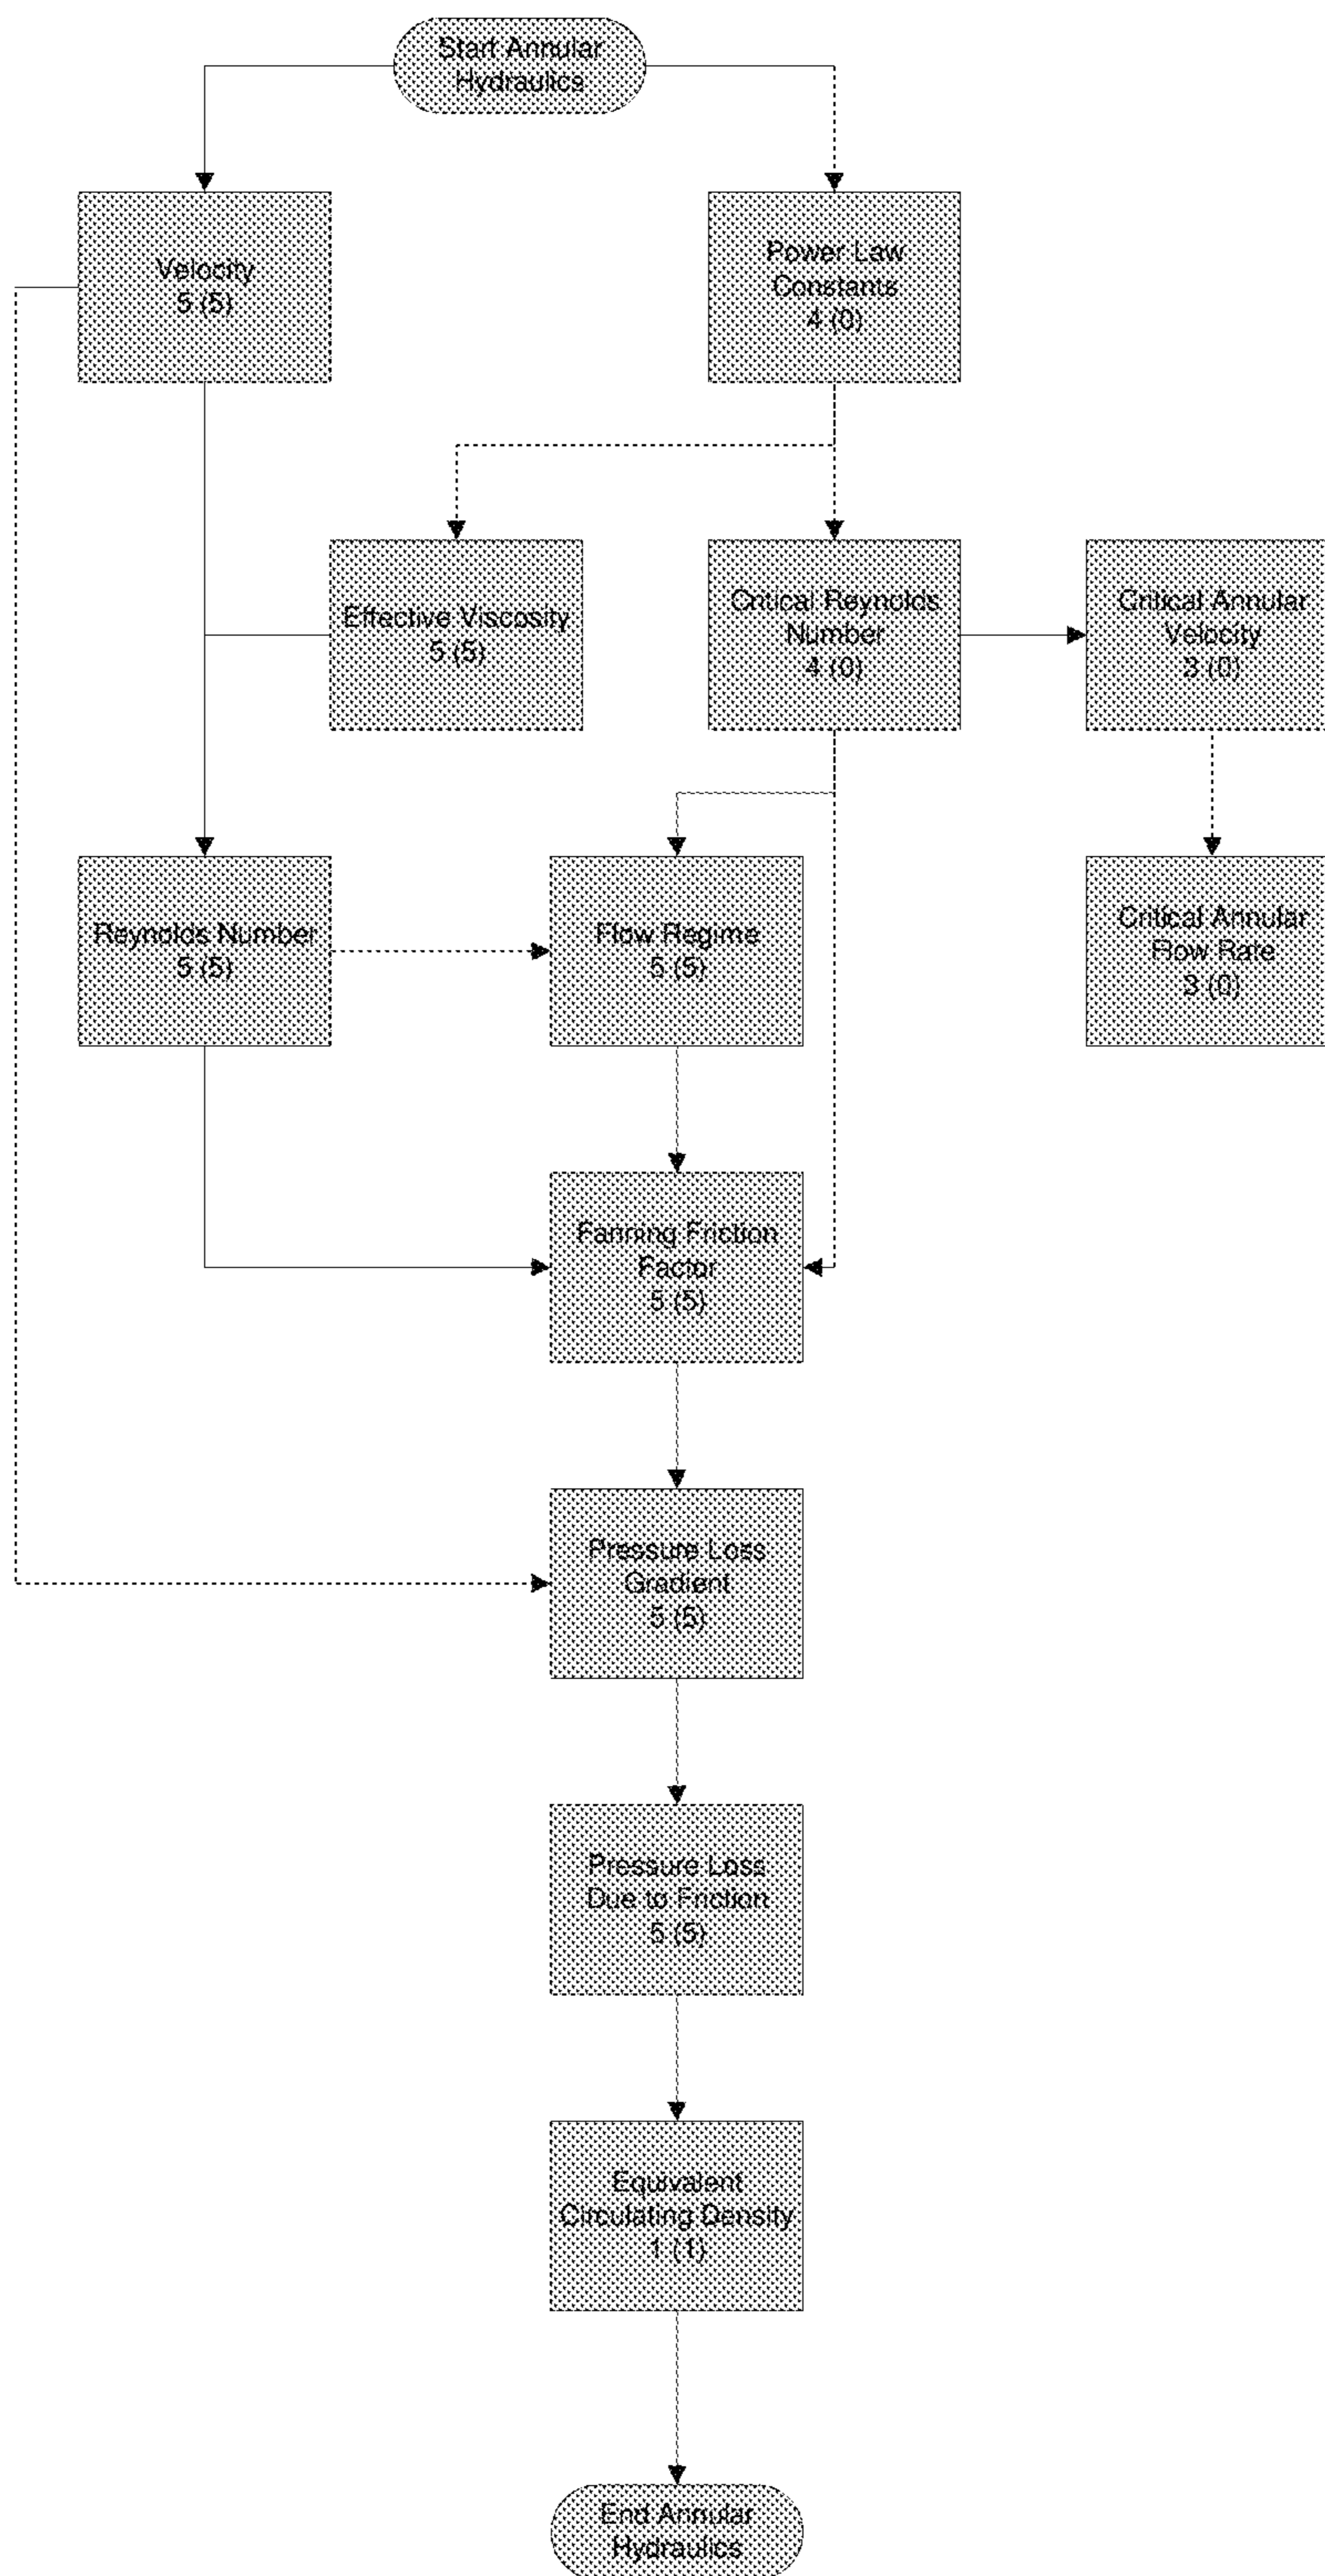 Start Annular
Hydraulics
Velocity
5 (5)
Power Law
Constants
4 (0)
Effective Viscosity
5 (5)
Critical Reynolds
Number
4 (0)
Critical Annular
Velocity
3 (0)
Reynolds Number
5 (5)
Flow Regime
5 (5)
Critical Annular
Flow Rate
3 (0)
Fanning Friction
Factor
5 (5)
Pressure Loss
Gradient
5 (5)
Pressure Loss
Due to Friction
5 (5)
Equivalent
Circulating Density
1 (1)
End Annular
Hydraulics